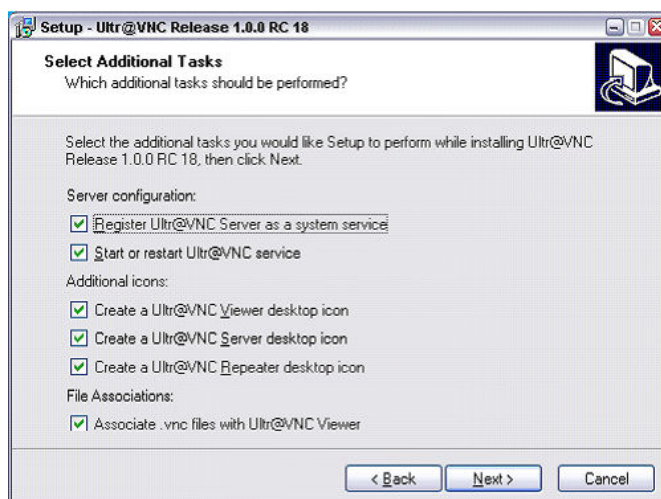 Setup - Ultr@VNC Release 1.0.0 RC 18
Select Additional Tasks
Which additional tasks should be performed?
Select the additional tasks you would like Setup to perform while installing Ultr@VNC
Release 1.0.0 RC 18, then click Next.
Server configuration:
Register Ultr@VNC Server as a system service
Start or restart Ultr@VNC service
Additional icons:
Create a Ultr@VNC Viewer desktop icon
Create a Ultr@VNC Server desktop icon
Create a Ultr@VNC Repeater desktop icon
File Associations:
Associate .vnc files with Ultr@VNC Viewer
< Back Next > Cancel